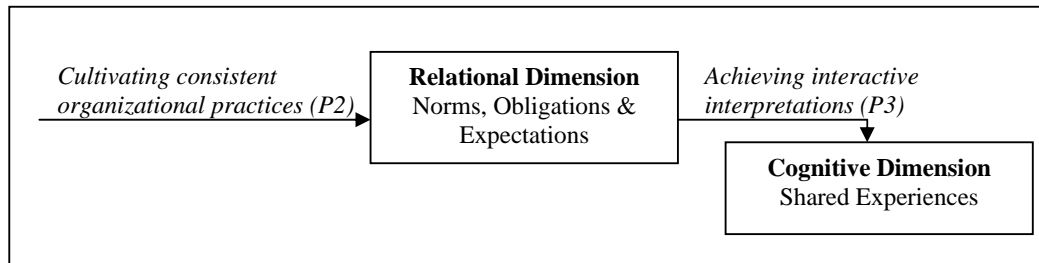 Cultivating consistent
organizational practices (P2)
Relational Dimension
Norms, Obligations &
Expectations
Achieving interactive
interpretations (P3)
Cognitive Dimension
Shared Experiences